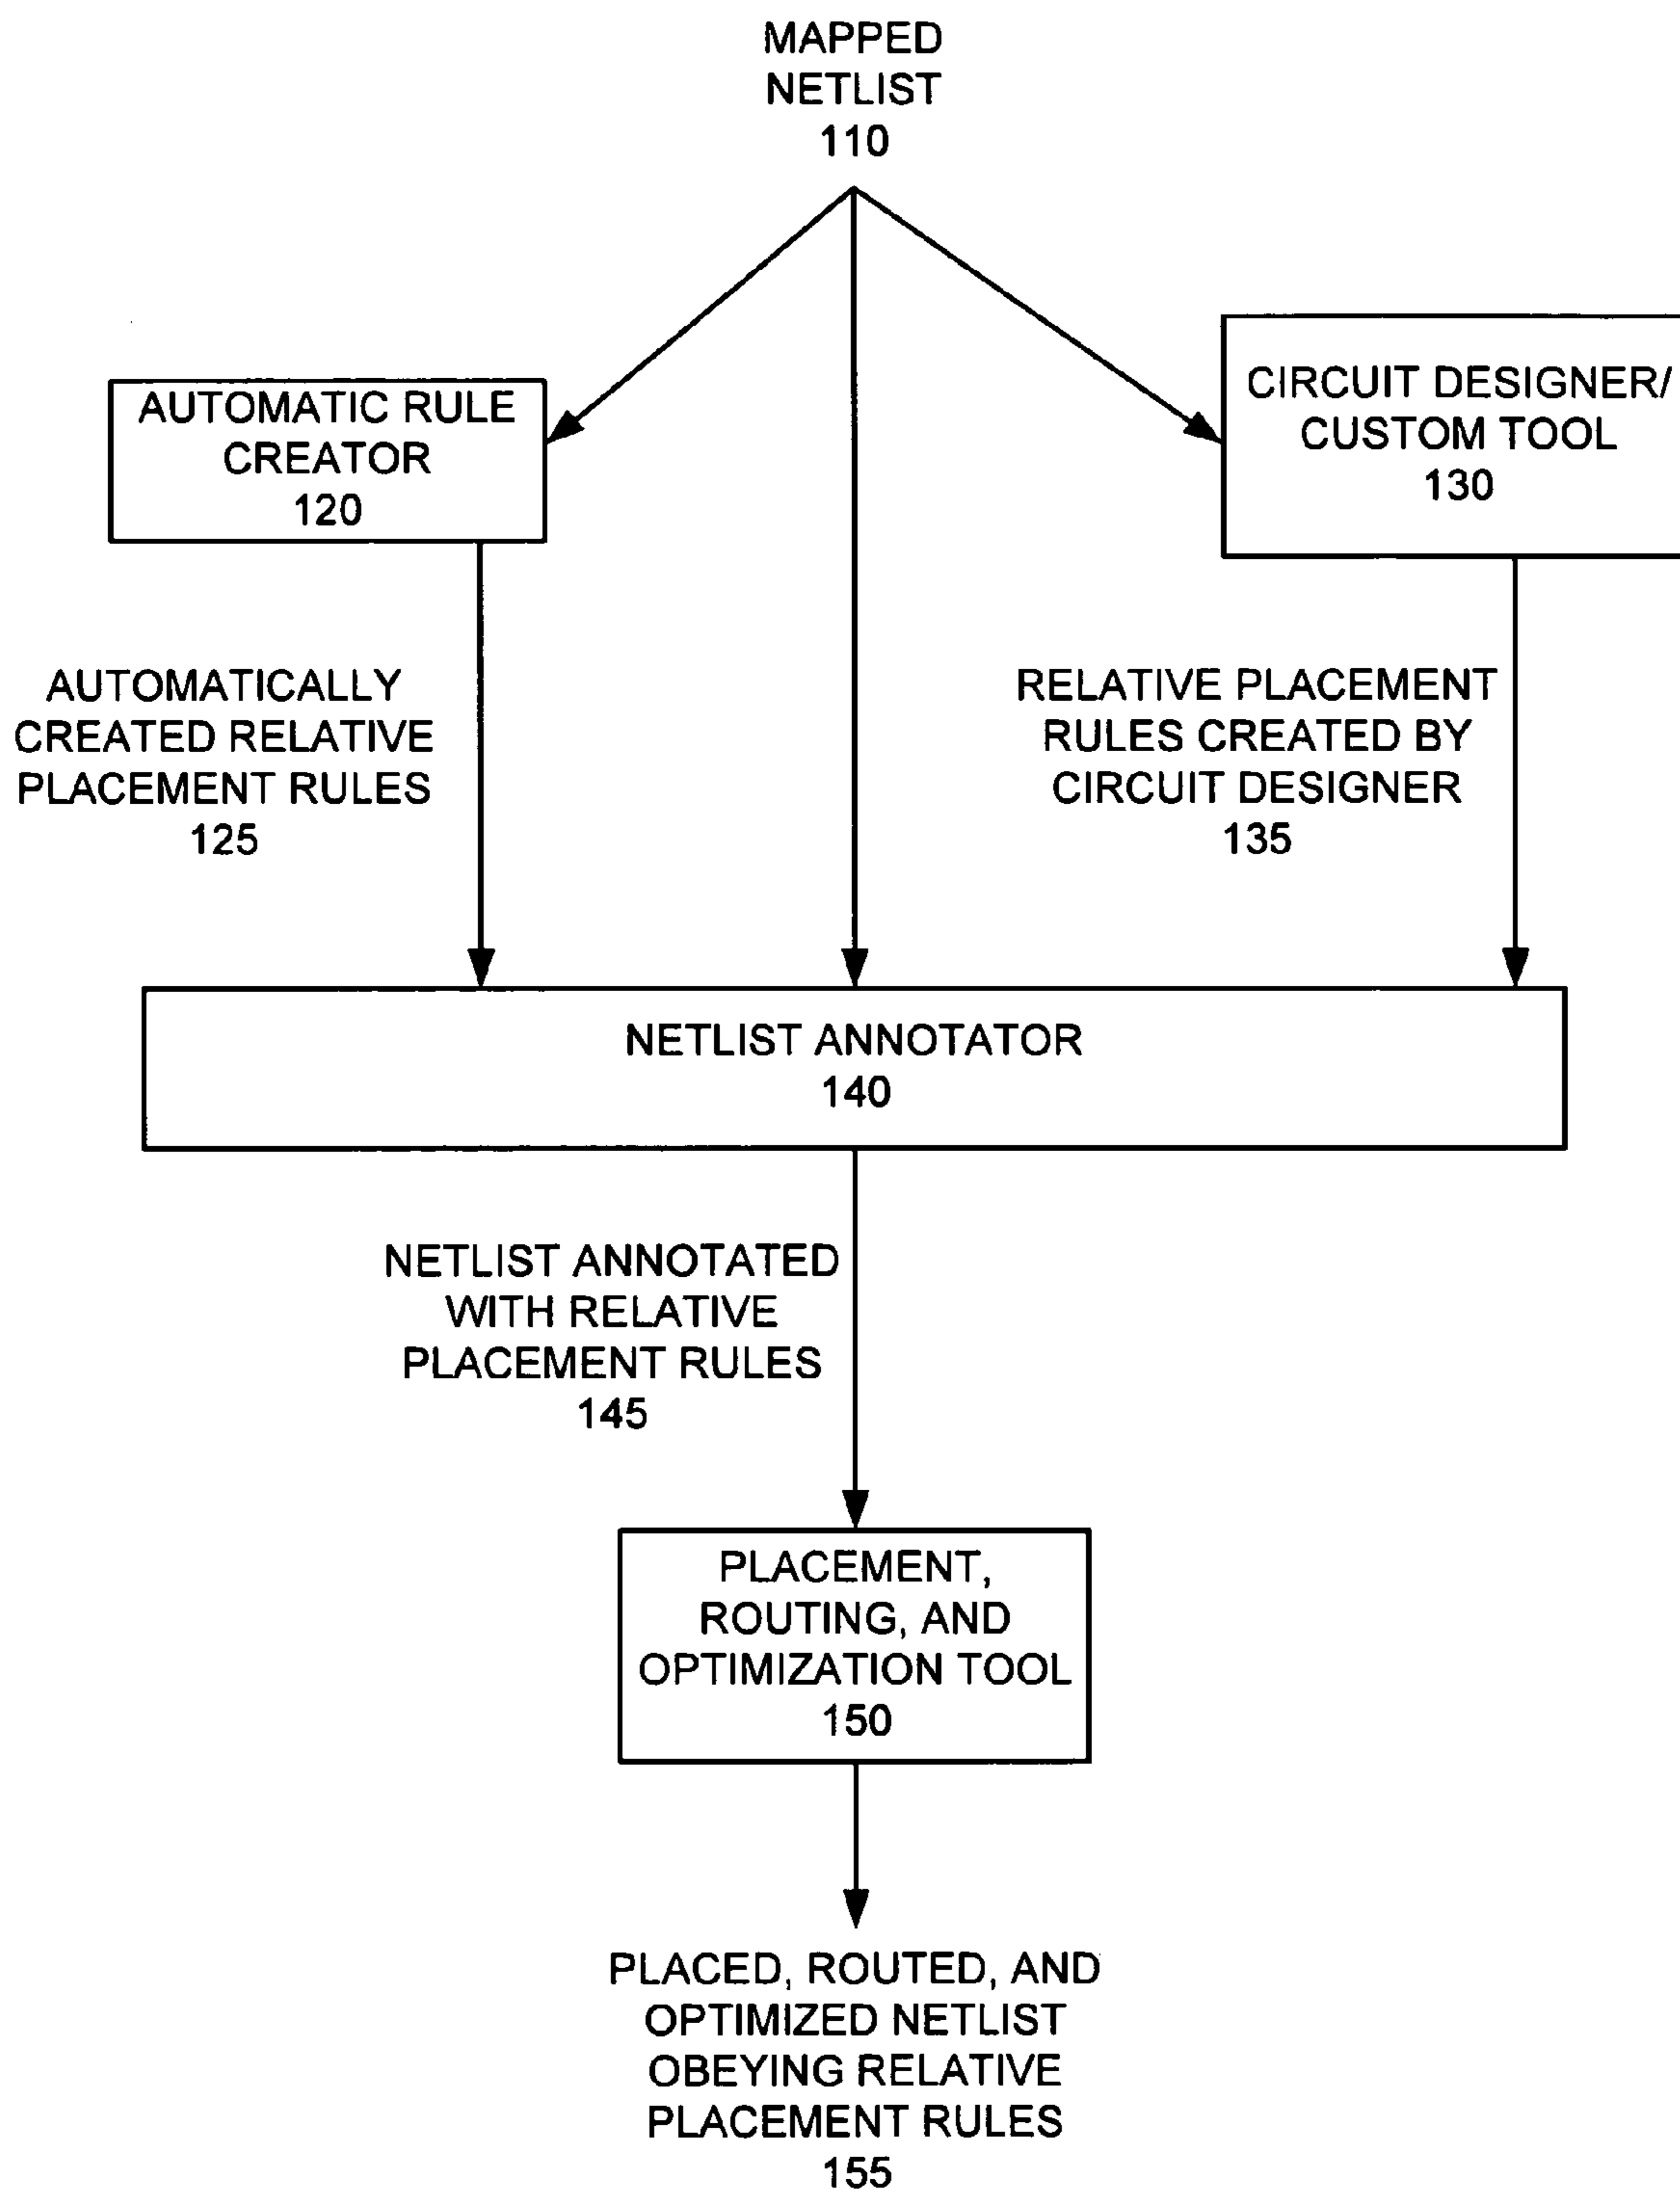 MAPPED
NETLIST
110
AUTOMATIC RULE
CREATOR
120
CIRCUIT DESIGNER/
CUSTOM TOOL
130
AUTOMATICALLY
CREATED RELATIVE
PLACEMENT RULES
125
RELATIVE PLACEMENT
RULES CREATED BY
CIRCUIT DESIGNER
135
NETLIST ANNOTATOR
140
NETLIST ANNOTATED
WITH RELATIVE
PLACEMENT RULES
145
PLACEMENT,
ROUTING, AND
OPTIMIZATION TOOL
150
PLACED, ROUTED, AND
OPTIMIZED NETLIST
OBEYING RELATIVE
PLACEMENT RULES
155